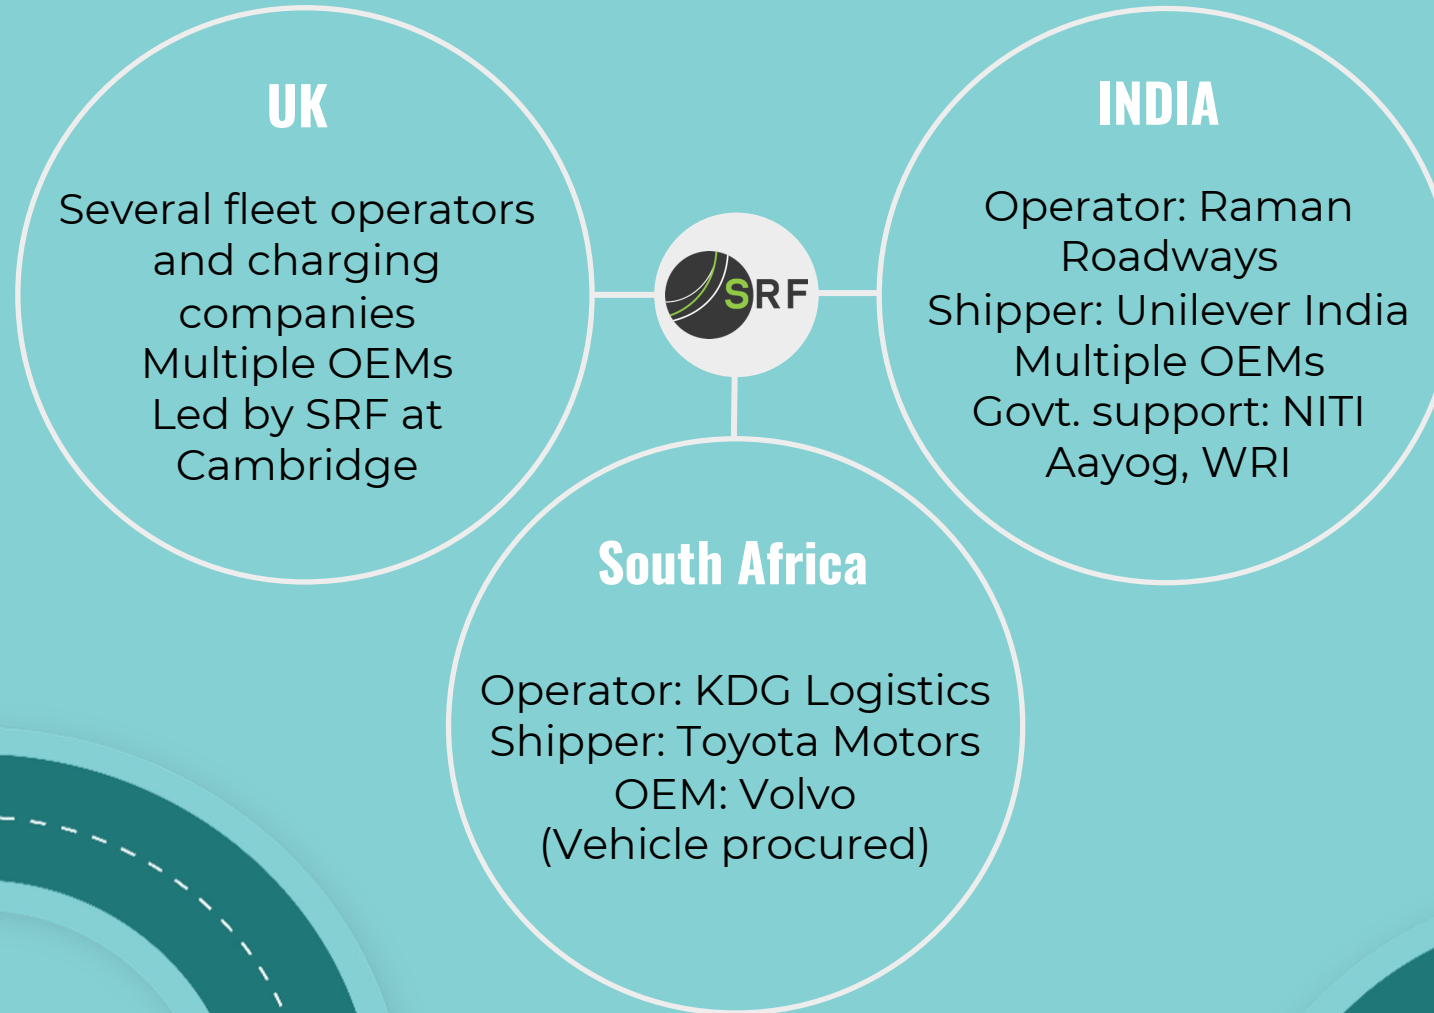 UK
Several fleet operators
and charging
companies
Multiple OEMs
Led by SRF at
Cambridge
SRF
INDIA
Operator: Raman
Roadways
Shipper: Unilever India
Multiple OEMs
Govt. support: NITI
Aayog, WRI
South Africa
Operator: KDG Logistics
Shipper: Toyota Motors
OEM: Volvo
(Vehicle procured)